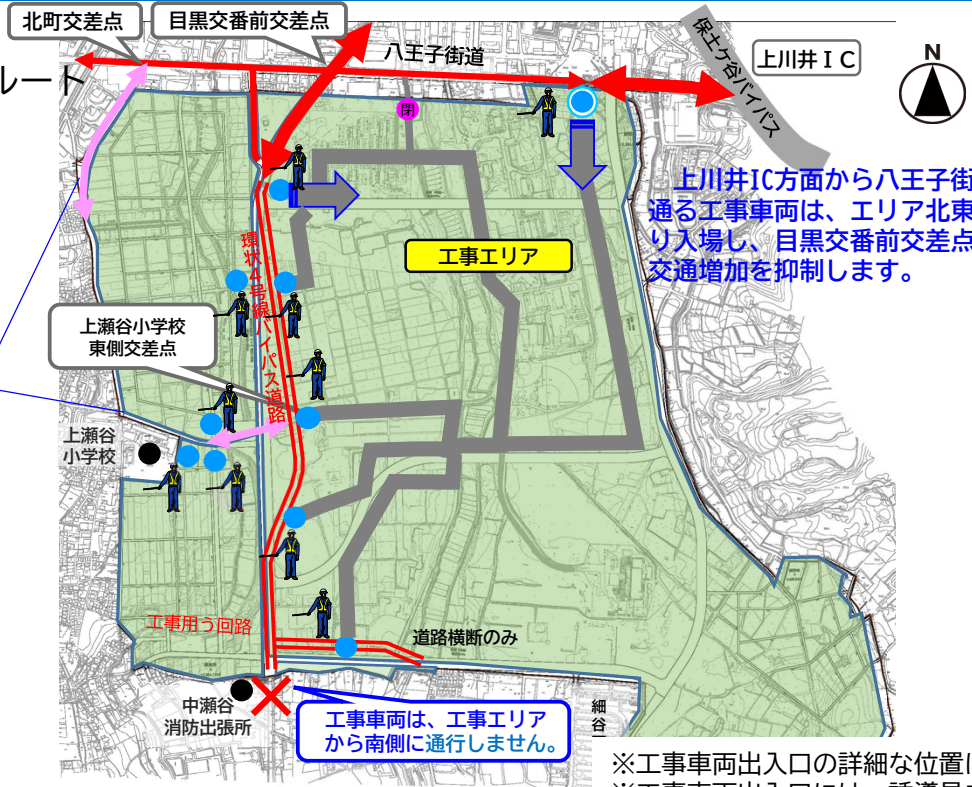 北町交差点
目黒交番前交差点
八王子街道
ルート
保土ケ谷バイパス
上川井ＩＣ
N
閉
上川井IC方面から八王子街
通る工事車両は、エリア北東
り入場し、目黒交番前交差点
交通増加を抑制します。
工事エリア
環状4号線バイパス道路
上瀬谷小学校
東側交差点
上瀬谷
小学校
工事用う回路
道路横断のみ
中瀬谷
消防出張所
工事車両は、工事エリア
から南側に通行しません。
細谷
※工事車両出入口の詳細な位置に